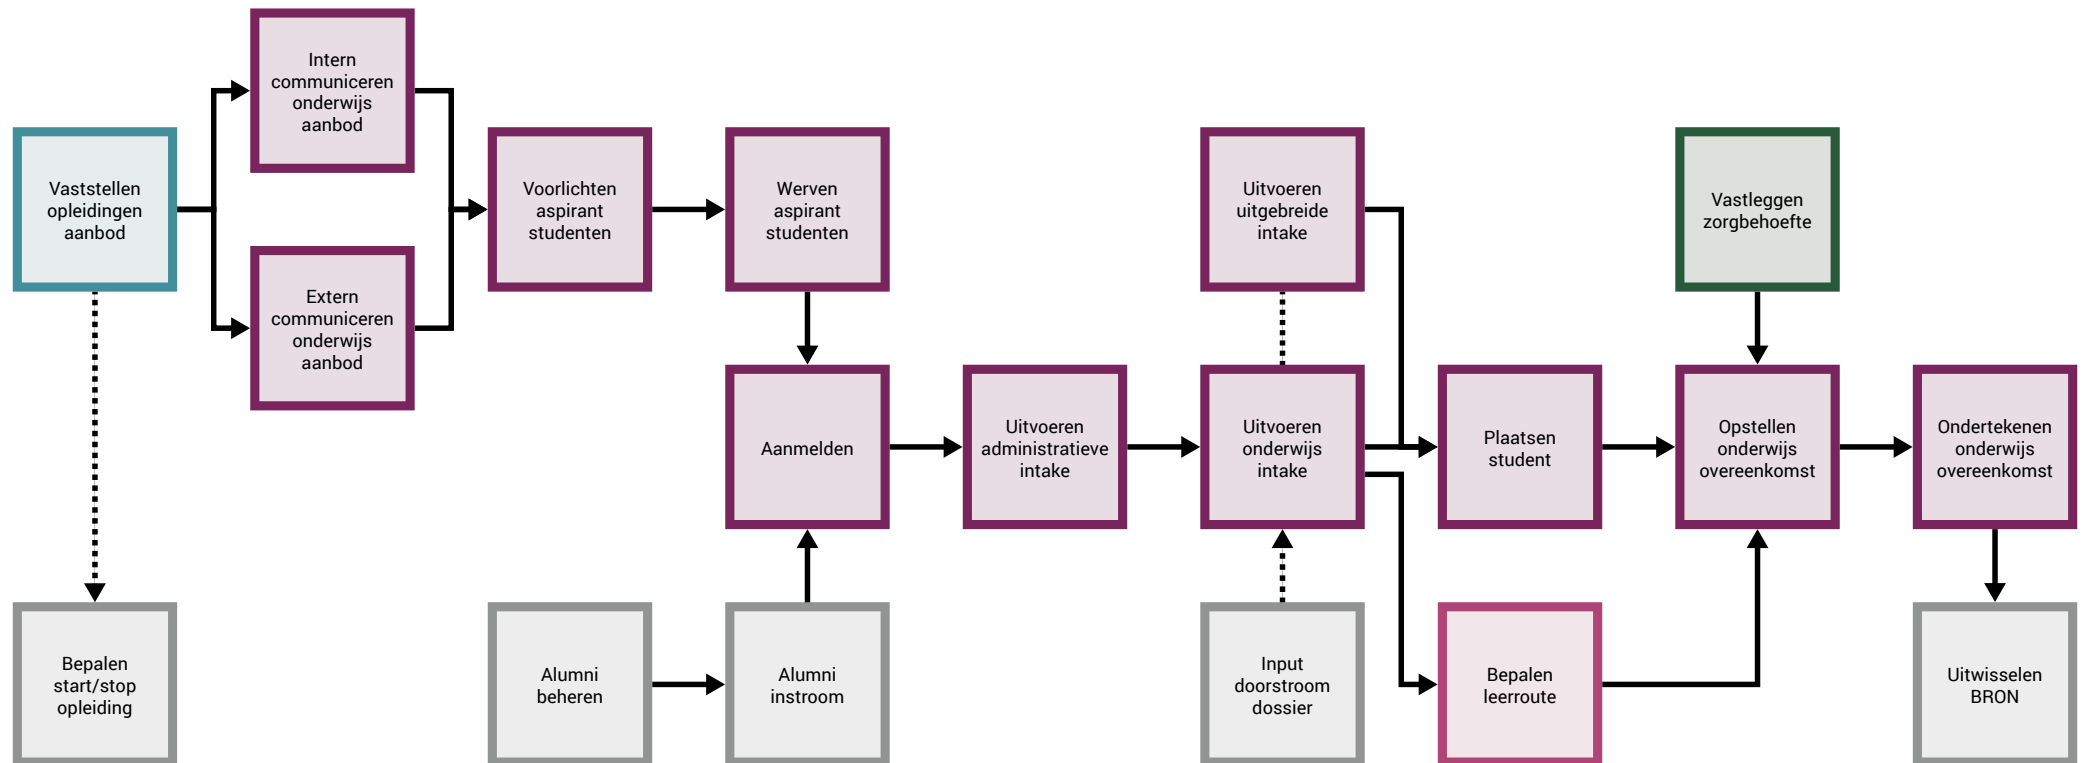 Intern
communiceren
onderwijs
aanbod
Vaststellen
opleidingen
aanbod
Voorlichten
aspirant
studenten
Werven
aspirant
studenten
Uitvoeren
uitgebreide
intake
Vastleggen
zorgbehoefte
Extern
communiceren
onderwijs
aanbod
Aanmelden
Uitvoeren
administratieve
intake
Uitvoeren
onderwijs
intake
Plaatsen
student
Opstellen
onderwijs
overeenkomst
Ondertekenen
onderwijs
overeenkomst
Bepalen
start/stop
opleiding
Alumni
beheren
Alumni
instroom
Input
doorstroom
dossier
Bepalen
leerroute
Uitwisselen
BRON